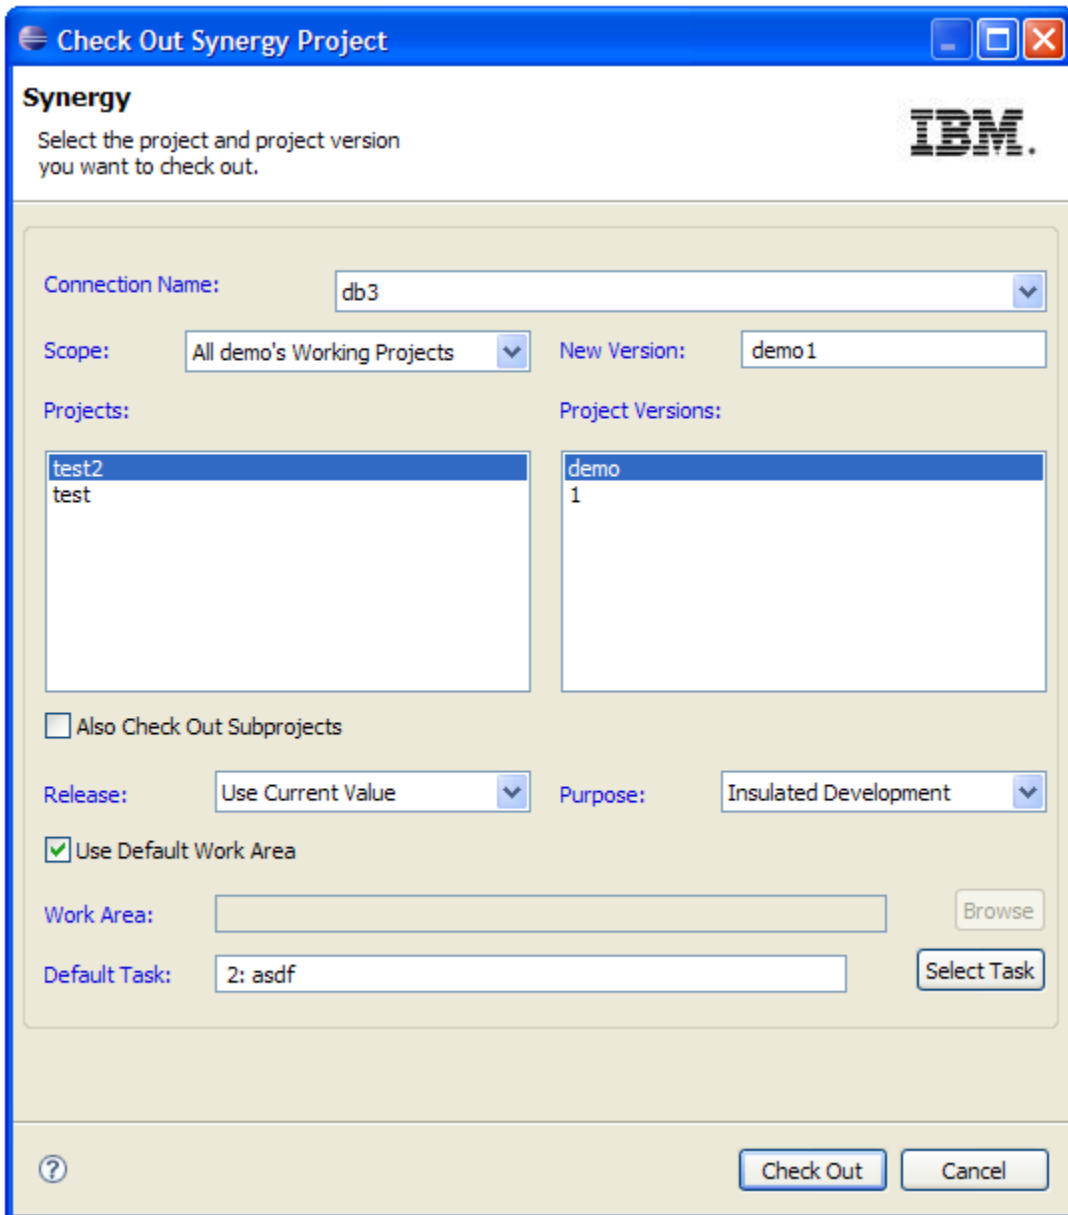 Check Out Synergy Project
Synergy
IBM.
Select the project and project version
you want to check out.
Connection Name: db3
Scope: All demo's Working Projects New Version: demo1
Projects: Project Versions:
test2 demo
test 1
Also Check Out Subprojects
Release: Use Current Value Purpose: Insulated Development
Use Default Work Area
Work Area: Browse
Default Task: 2: asdf Select Task
? Check Out Cancel